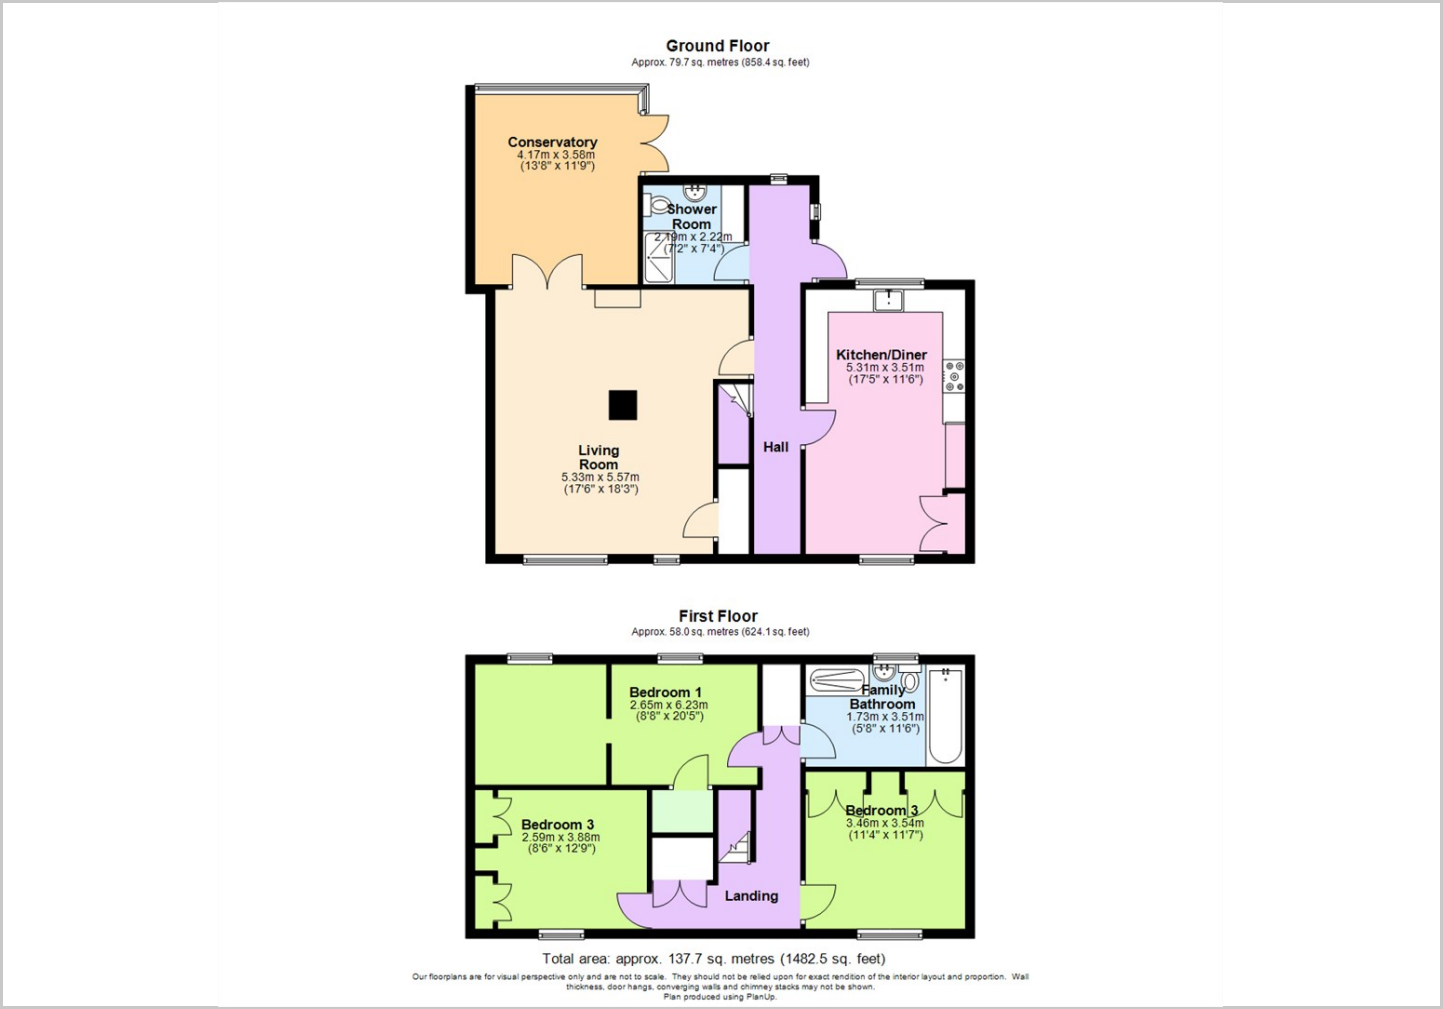 Ground Floor
Approx. 79.7 sq. metres (858.4 sq. feet)
Conservatory
4.17m x 3.58m
(13'8" x 11'9")
Shower
Room
2.19m x 2.22m
(7'2" x 7'4")
Kitchen/Diner
5.31m x 3.51m
(17'5" x 11'6")
Hall
Living
Room
5.33m x 5.57m
(17'6" x 18'3")
First Floor
Approx. 58.0 sq. metres (624.1 sq. feet)
Bedroom 1
2.65m x 6.23m
(8'8" x 20'5")
Family
Bathroom
1.73m x 3.51m
(5'8" x 11'6")
Bedroom 3
2.59m x 3.88m
(8'6" x 12'9")
Bedroom 3
3.46m x 3.54m
(11'4" x 11'7")
Landing
Total area: approx. 137.7 sq. metres (1482.5 sq. feet)
Our floorplans are for visual perspective only and are not to scale. They should not be relied upon for exact rendition of the interior layout and proportion. Wall
thickness, door hangs, converging walls and chimney stacks may not be shown.
Plan produced using PlanUp.